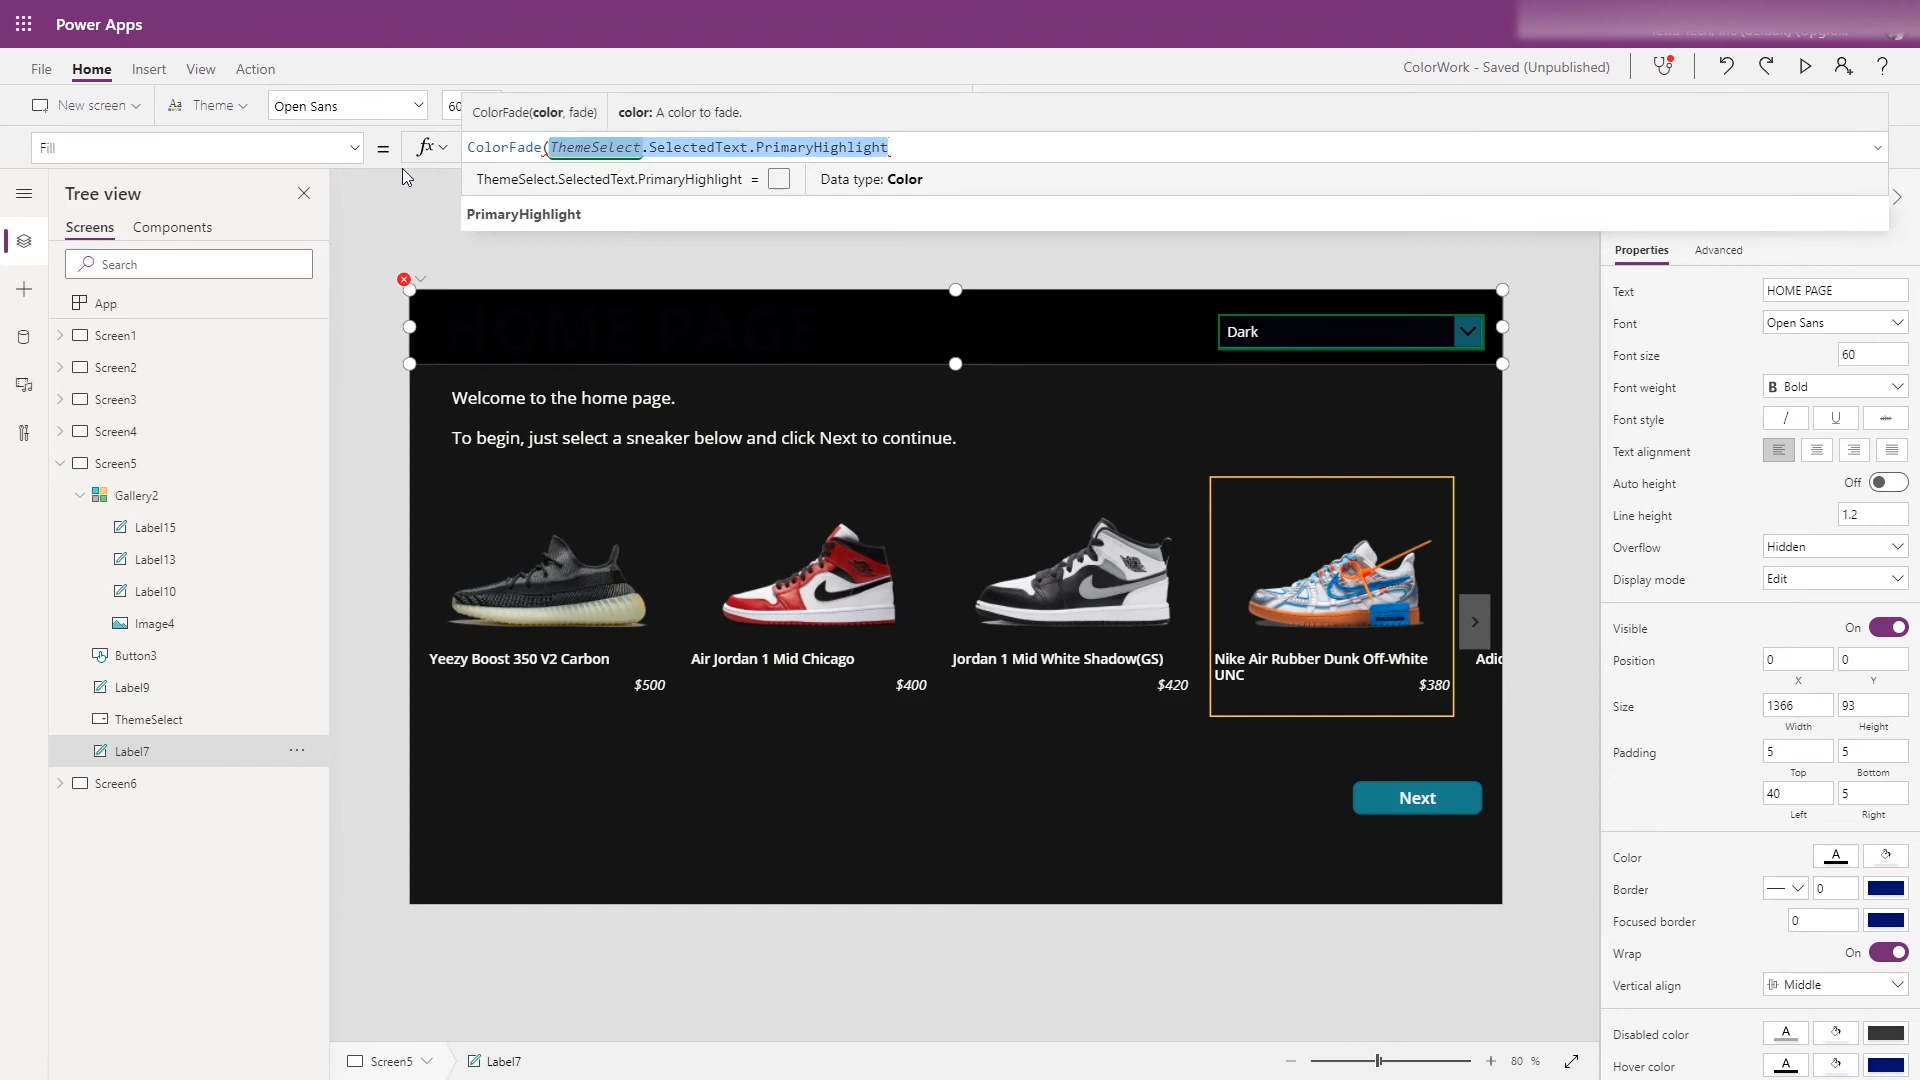 Power Apps
File Home Insert View Action
ColorWork - Saved (Unpublished)
New screen Theme Open Sans 60
ColorFade(color, fade) color: A color to fade.
Fill = fx ColorFade(ThemeSelect.SelectedText.PrimaryHighlight
ThemeSelect.SelectedText.PrimaryHighlight = Data type: Color
PrimaryHighlight
Tree view
Screens Components
Search
App
Screen1
Screen2
Screen3
Screen4
Screen5
Gallery2
Label15
Label13
Label10
Image4
Button3
Label9
ThemeSelect
Label7
Screen6
HOME PAGE
Dark
Welcome to the home page.
To begin, just select a sneaker below and click Next to continue.
Yeezy Boost 350 V2 Carbon
$500
Air Jordan 1 Mid Chicago
$400
Jordan 1 Mid White Shadow(GS)
$420
Nike Air Rubber Dunk Off-White
UNC
$380
Next
Screen5 Label7
80 %
Properties Advanced
Text HOME PAGE
Font Open Sans
Font size 60
Font weight B Bold
Font style / U abc
Text alignment
Auto height Off
Line height 1.2
Overflow Hidden
Display mode Edit
Visible On
Position 0 0
X Y
Size 1366 93
Width Height
Padding 5 5
Top Bottom
40 5
Left Right
Color A
Border 0
Focused border 0
Wrap On
Vertical align Middle
Disabled color A
Hover color A